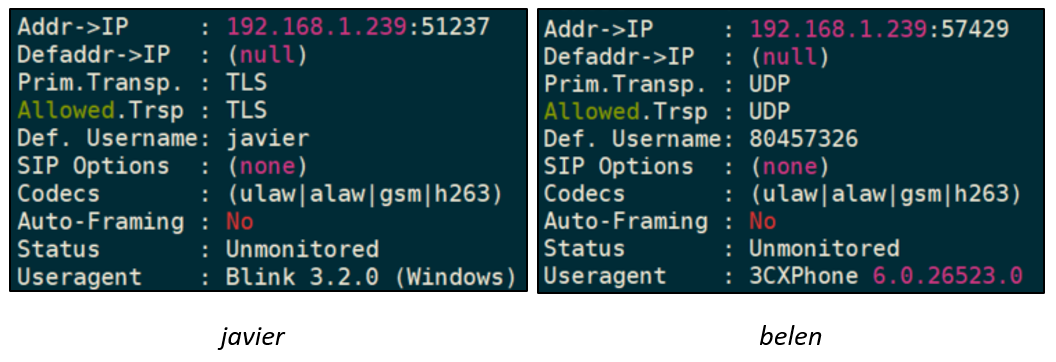 Addr->IP     : 192.168.1.239:51237
Defaddr->IP  : (null)
Prim.Transp. : TLS
Allowed.Trsp : TLS
Def. Username: javier
SIP Options  : (none)
Codecs       : (ulaw|alaw|gsm|h263)
Auto-Framing : No
Status       : Unmonitored
Useragent    : Blink 3.2.0 (Windows)
javier
Addr->IP     : 192.168.1.239:57429
Defaddr->IP  : (null)
Prim.Transp. : UDP
Allowed.Trsp : UDP
Def. Username: 80457326
SIP Options  : (none)
Codecs       : (ulaw|alaw|gsm|h263)
Auto-Framing : No
Status       : Unmonitored
Useragent    : 3CXPhone 6.0.26523.0
belen